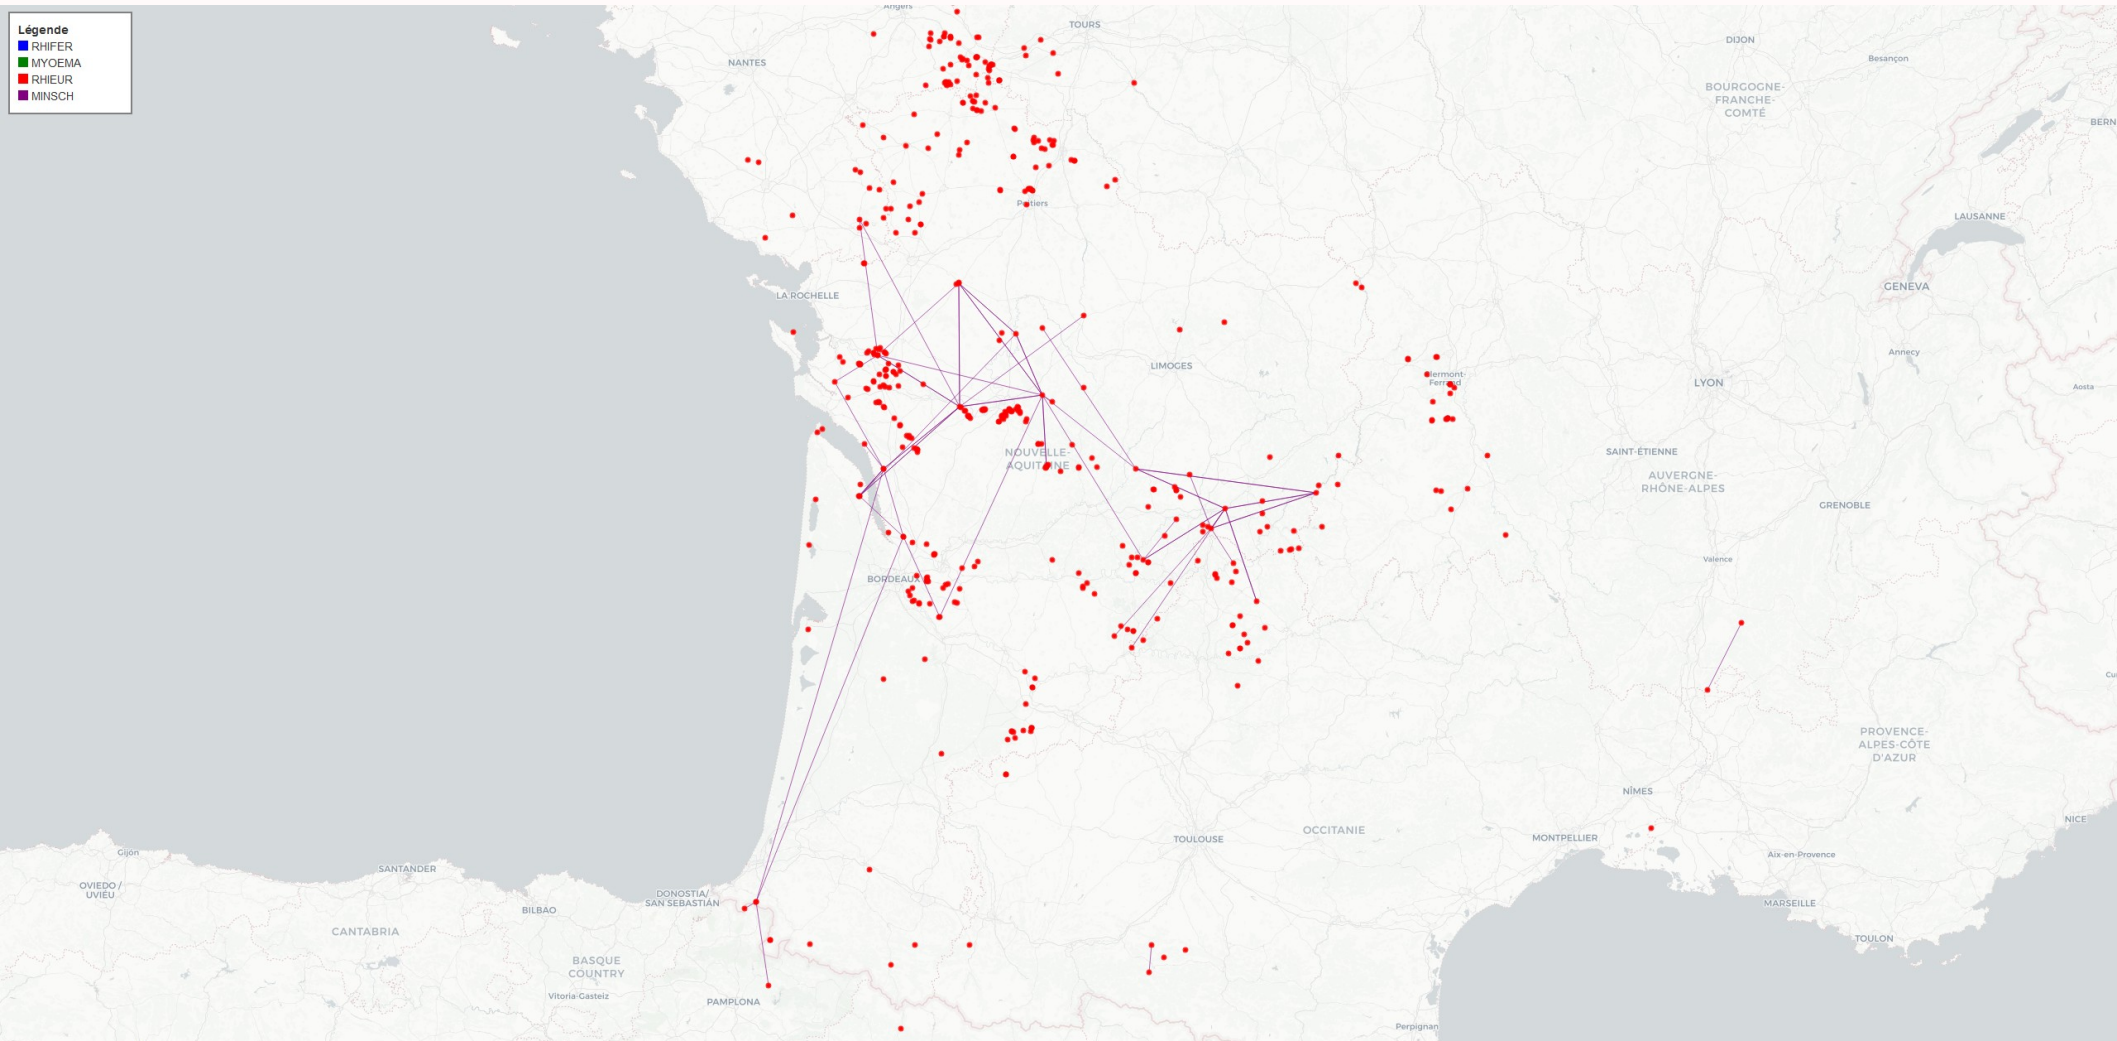 Légende
RHIFER
MYOEMA
RHIEUR
MINSCH
Angers
TOURS
NANTES
DIJON
Besançon
BOURGOGNE-
FRANCHE-
COMTÉ
BERN
Poitiers
LAUSANNE
GENEVA
LA ROCHELLE
LIMOGES
Annecy
LYON
Aosta
NOUVELLE-
AQUITAINE
SAINT-ÉTIENNE
AUVERGNE-
RHÔNE-ALPES
GRENOBLE
Valence
BORDEAUX
PROVENCE-
ALPES-CÔTE
D'AZUR
NÎMES
NICE
OCCITANIE
TOULOUSE
MONTPELLIER
Aix-en-Provence
Gijón
SANTANDER
OVIEDO /
UVIÉU
DONOSTIA/
SAN SEBASTIÁN
BILBAO
MARSEILLE
CANTABRIA
TOULON
BASQUE
COUNTRY
Vitoria-Gasteiz
PAMPLONA
Perpignan